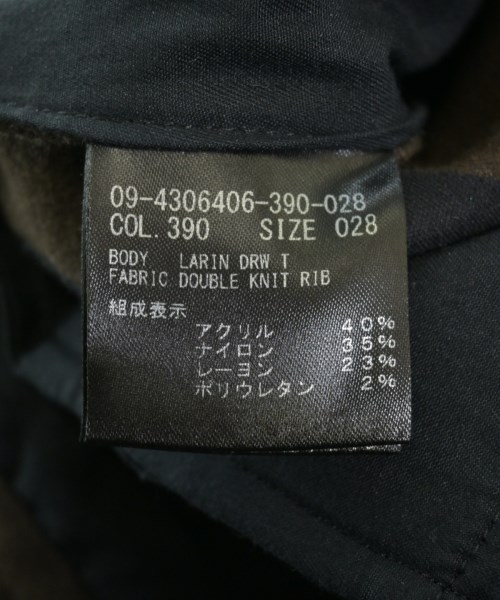 09-4306406-390-028
COL.390 SIZE 028
BODY LARIN DRW T
FABRIC DOUBLE KNIT RIB
組成表示
アクリル 40%
ナイロン 35%
レーヨン 23%
ポリウレタン 2%